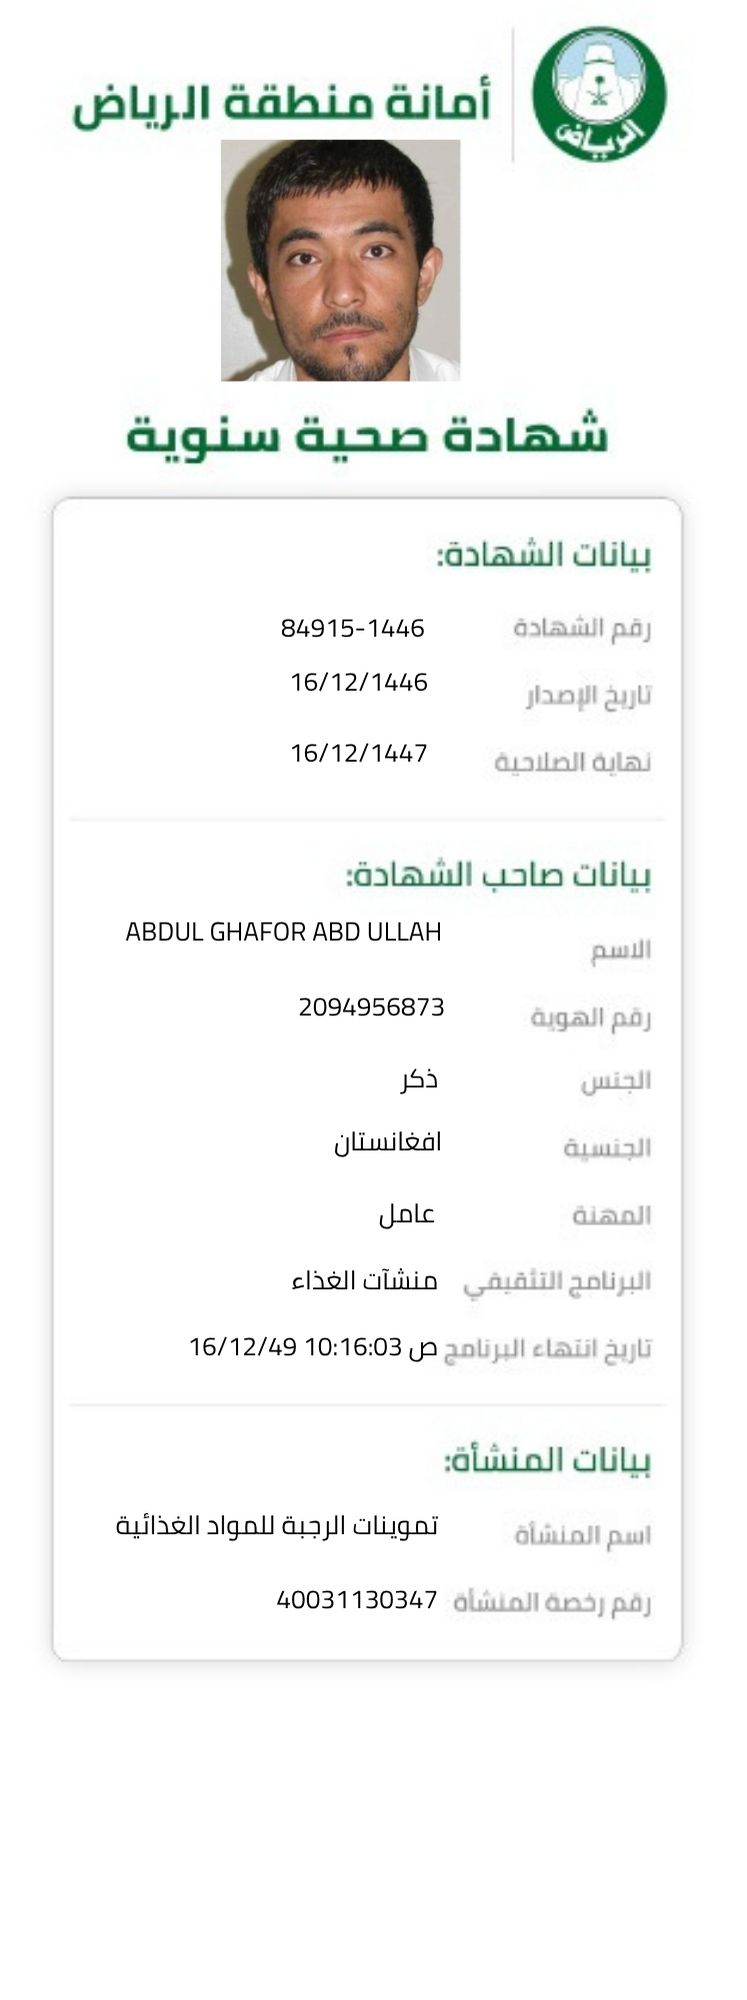 أمانة منطقة الرياض
الرياض
شهادة صحية سنوية
بيانات الشهادة:
رقم الشهادة 84915-1446
تاريخ الإصدار 16/12/1446
نهاية الصلاحية 16/12/1447
بيانات صاحب الشهادة:
الاسم ABDUL GHAFOR ABD ULLAH
رقم الهوية 2094956873
الجنس ذكر
الجنسية افغانستان
المهنة عامل
البرنامج التثقيفي منشآت الغذاء
تاريخ انتهاء البرنامج ص 10:16:03 16/12/49
بيانات المنشأة:
اسم المنشأة تموينات الرجبة للمواد الغذائية
رقم رخصة المنشأة 40031130347